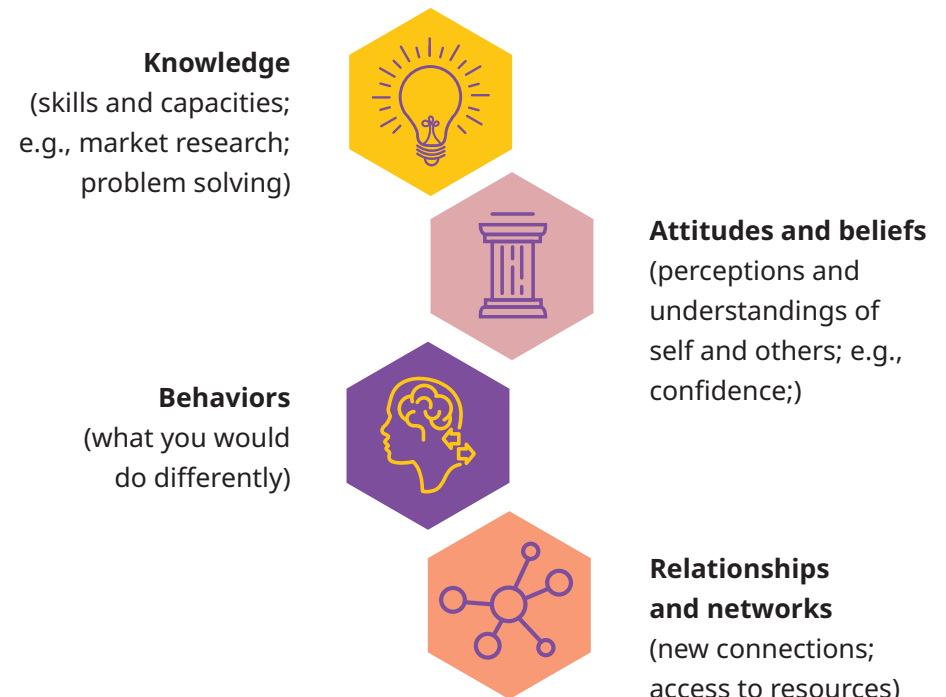 Knowledge
(skills and capacities;
e.g., market research;
problem solving)
Attitudes and beliefs
(perceptions and
understandings of
self and others; e.g.,
confidence;)
Behaviors
(what you would
do differently)
Relationships
and networks
(new connections;
access to resources)